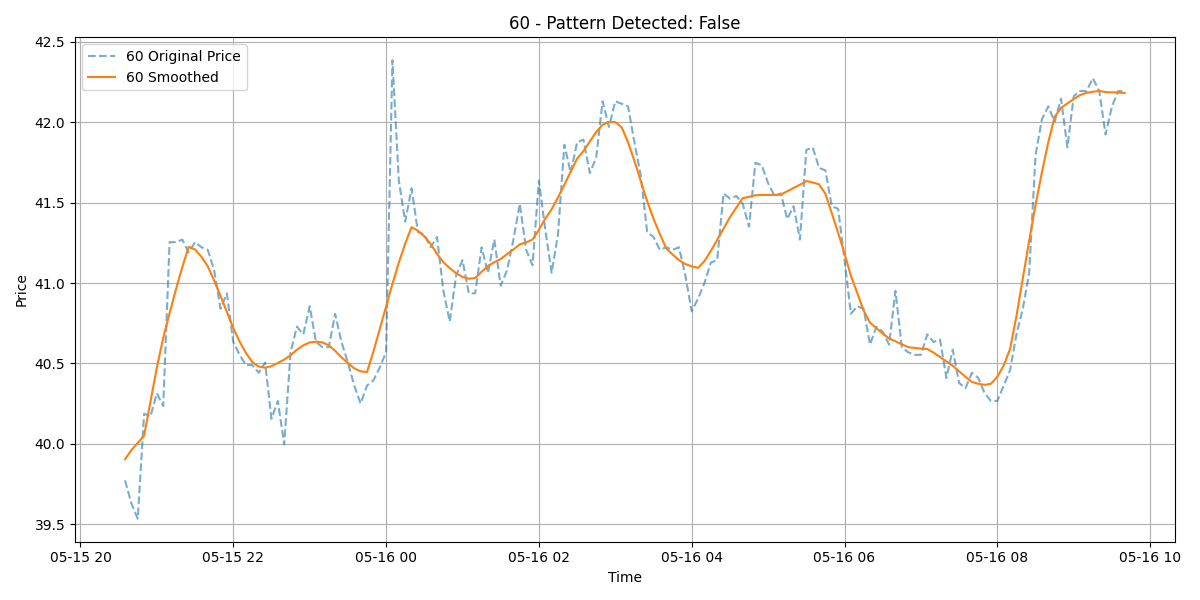 60 - Pattern Detected: False
60 Original Price
60 Smoothed
Price
42.5
42.0
41.5
41.0
40.5
40.0
39.5
05-15 20 05-15 22 05-16 00 05-16 02 05-16 04 05-16 06 05-16 08 05-16 10
Time